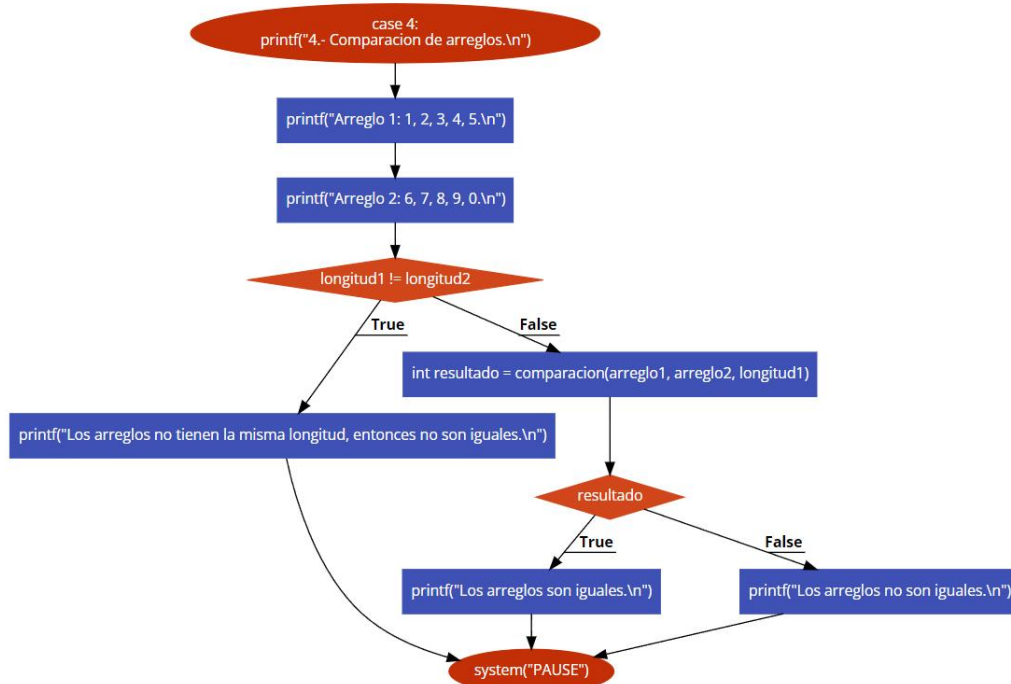 case 4:
printf("4.- Comparacion de arreglos.\n")
printf("Arreglo 1: 1, 2, 3, 4, 5.\n")
printf("Arreglo 2: 6, 7, 8, 9, 0.\n")
longitud1 != longitud2
True
False
int resultado = comparacion(arreglo1, arreglo2, longitud1)
printf("Los arreglos no tienen la misma longitud, entonces no son iguales.\n")
resultado
True
False
printf("Los arreglos son iguales.\n")
printf("Los arreglos no son iguales.\n")
system("PAUSE")